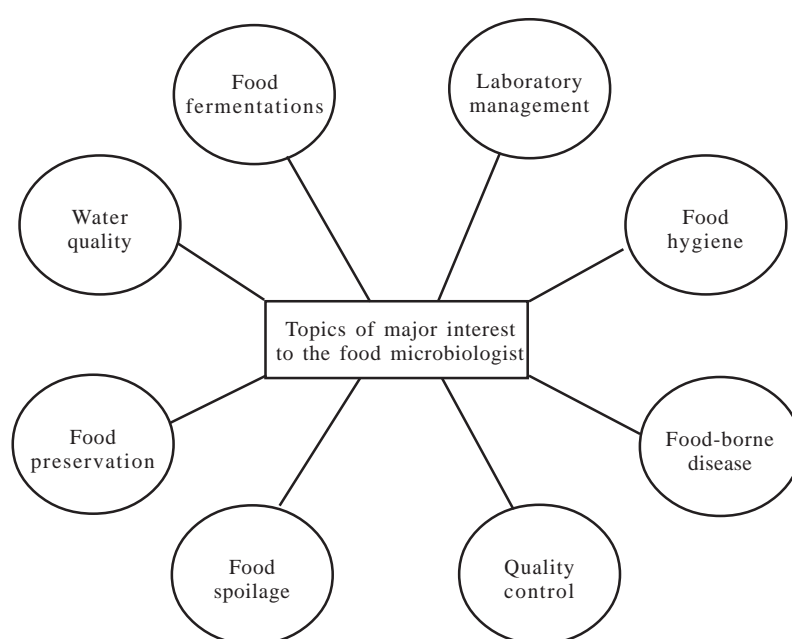 Food
fermentations
Laboratory
management
Water
quality
Food
hygiene
Topics of major interest
to the food microbiologist
Food
preservation
Food-borne
disease
Food
spoilage
Quality
control